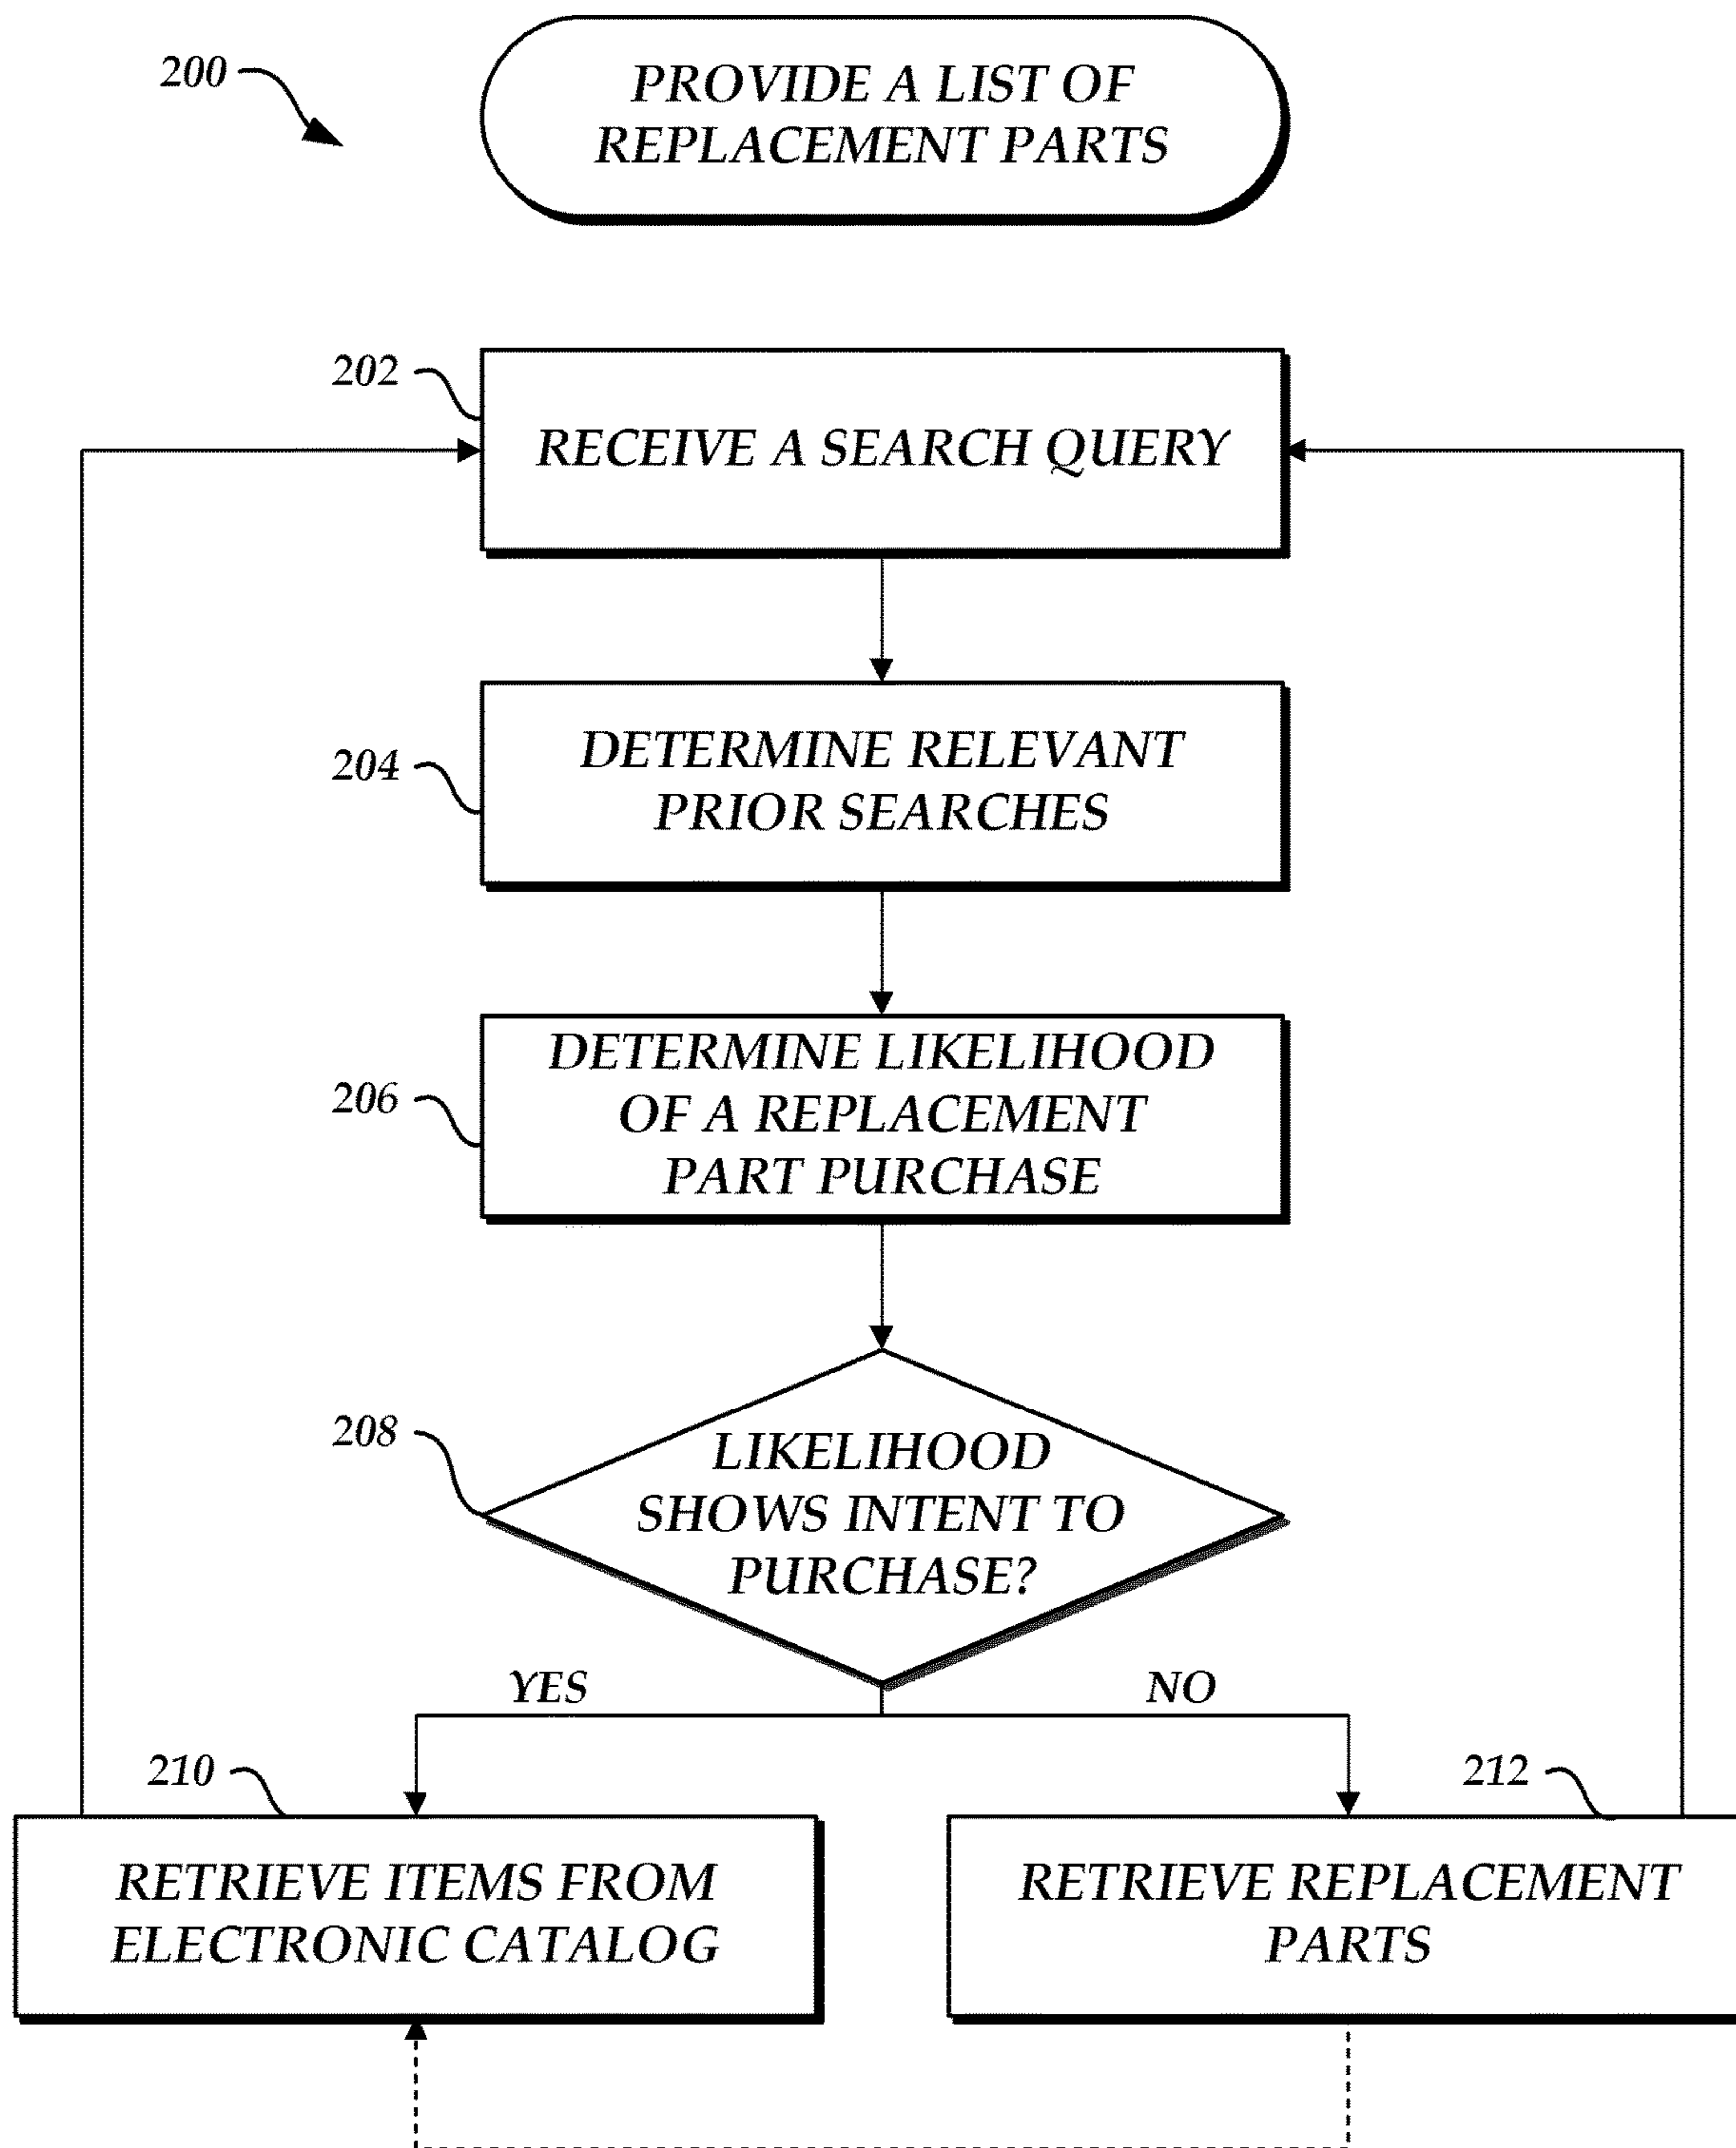 200
PROVIDE A LIST OF
REPLACEMENT PARTS
202
RECEIVE A SEARCH QUERY
204
DETERMINE RELEVANT
PRIOR SEARCHES
206
DETERMINE LIKELIHOOD
OF A REPLACEMENT
PART PURCHASE
208
LIKELIHOOD
SHOWS INTENT TO
PURCHASE?
YES
NO
210
RETRIEVE ITEMS FROM
ELECTRONIC CATALOG
212
RETRIEVE REPLACEMENT
PARTS